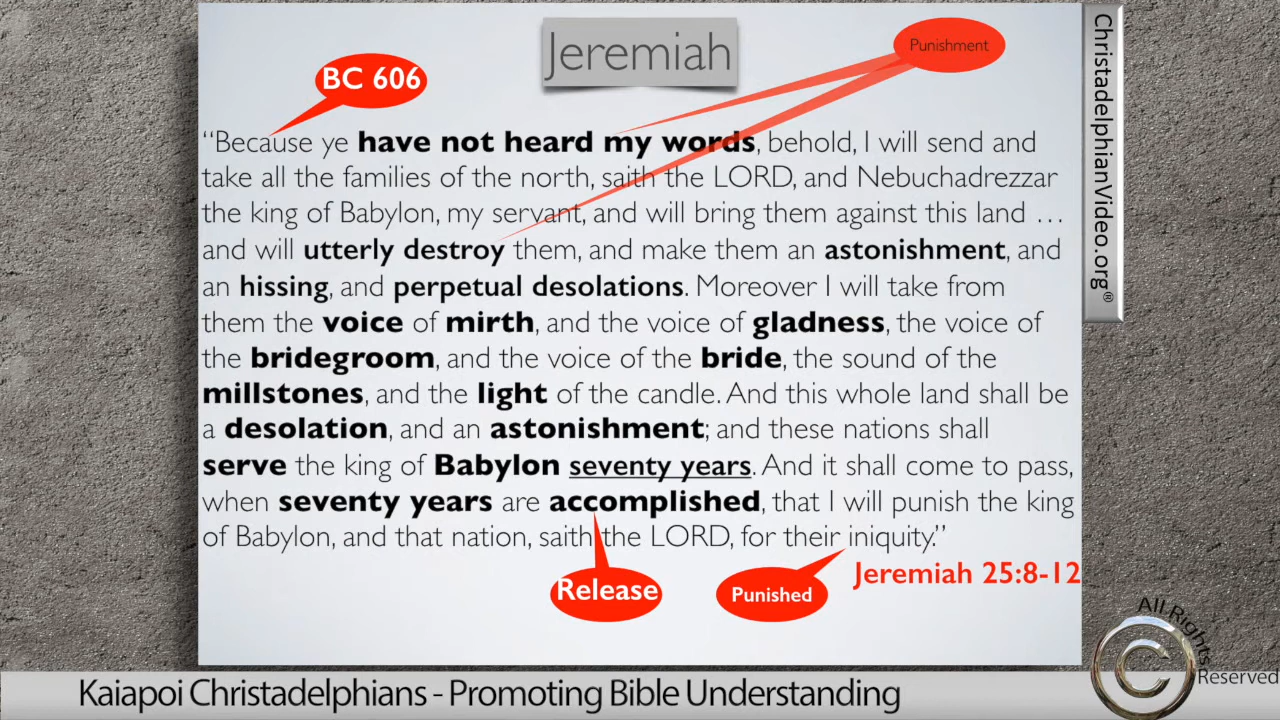 Jeremiah
Punishment
BC 606
“Because ye have not heard my words, behold, I will send and
take all the families of the north, saith the LORD, and Nebuchadrezzar
the king of Babylon, my servant, and will bring them against this land …
and will utterly destroy them, and make them an astonishment, and
an hissing, and perpetual desolations. Moreover I will take from
them the voice of mirth, and the voice of gladness, the voice of
the bridegroom, and the voice of the bride, the sound of the
millstones, and the light of the candle. And this whole land shall be
a desolation, and an astonishment; and these nations shall
serve the king of Babylon seventy years. And it shall come to pass,
when seventy years are accomplished, that I will punish the king
of Babylon, and that nation, saith the LORD, for their iniquity.”
Jeremiah 25:8-12
Release
Punished
ChristadelphianVideo.org®
All Rights
Reserved
C
Kaiapoi Christadelphians - Promoting Bible Understanding